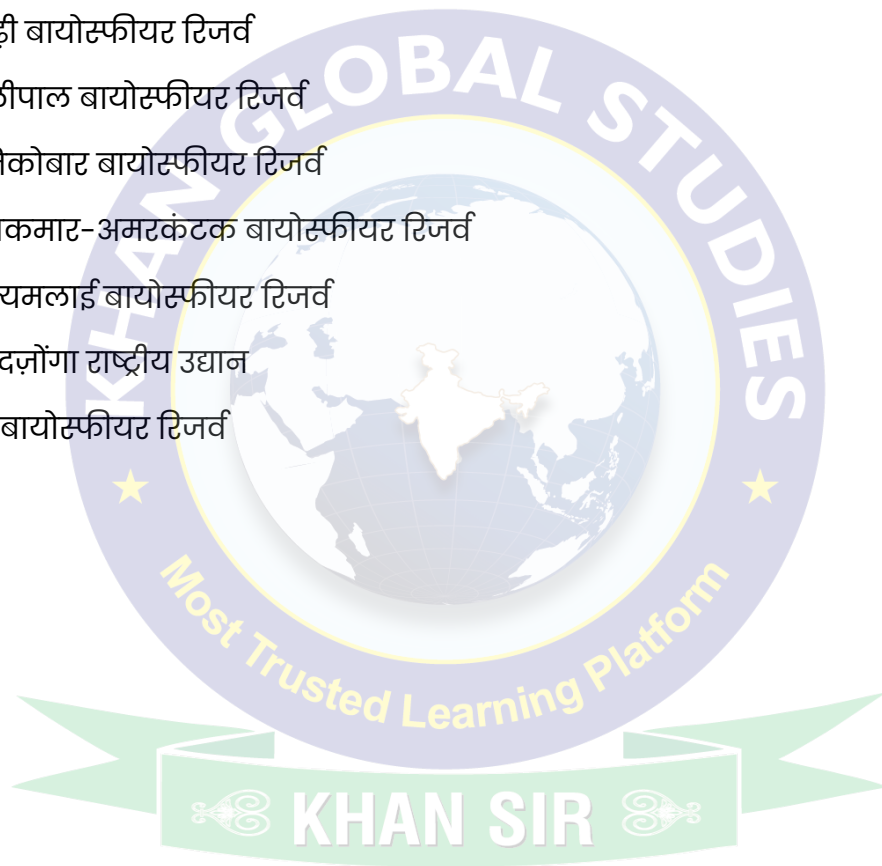 बायोस्फीयर रिजर्व
बायोस्फीयर रिजर्व
बायोस्फीयर रिजर्व
अमरकंटक बायोस्फीयर रिजर्व
बायोस्फीयर रिजर्व
राष्ट्रीय उद्यान
बायोस्फीयर रिजर्व
KHAN GLOBAL STUDIES
Most Trusted Learning Platform
KHAN SIR